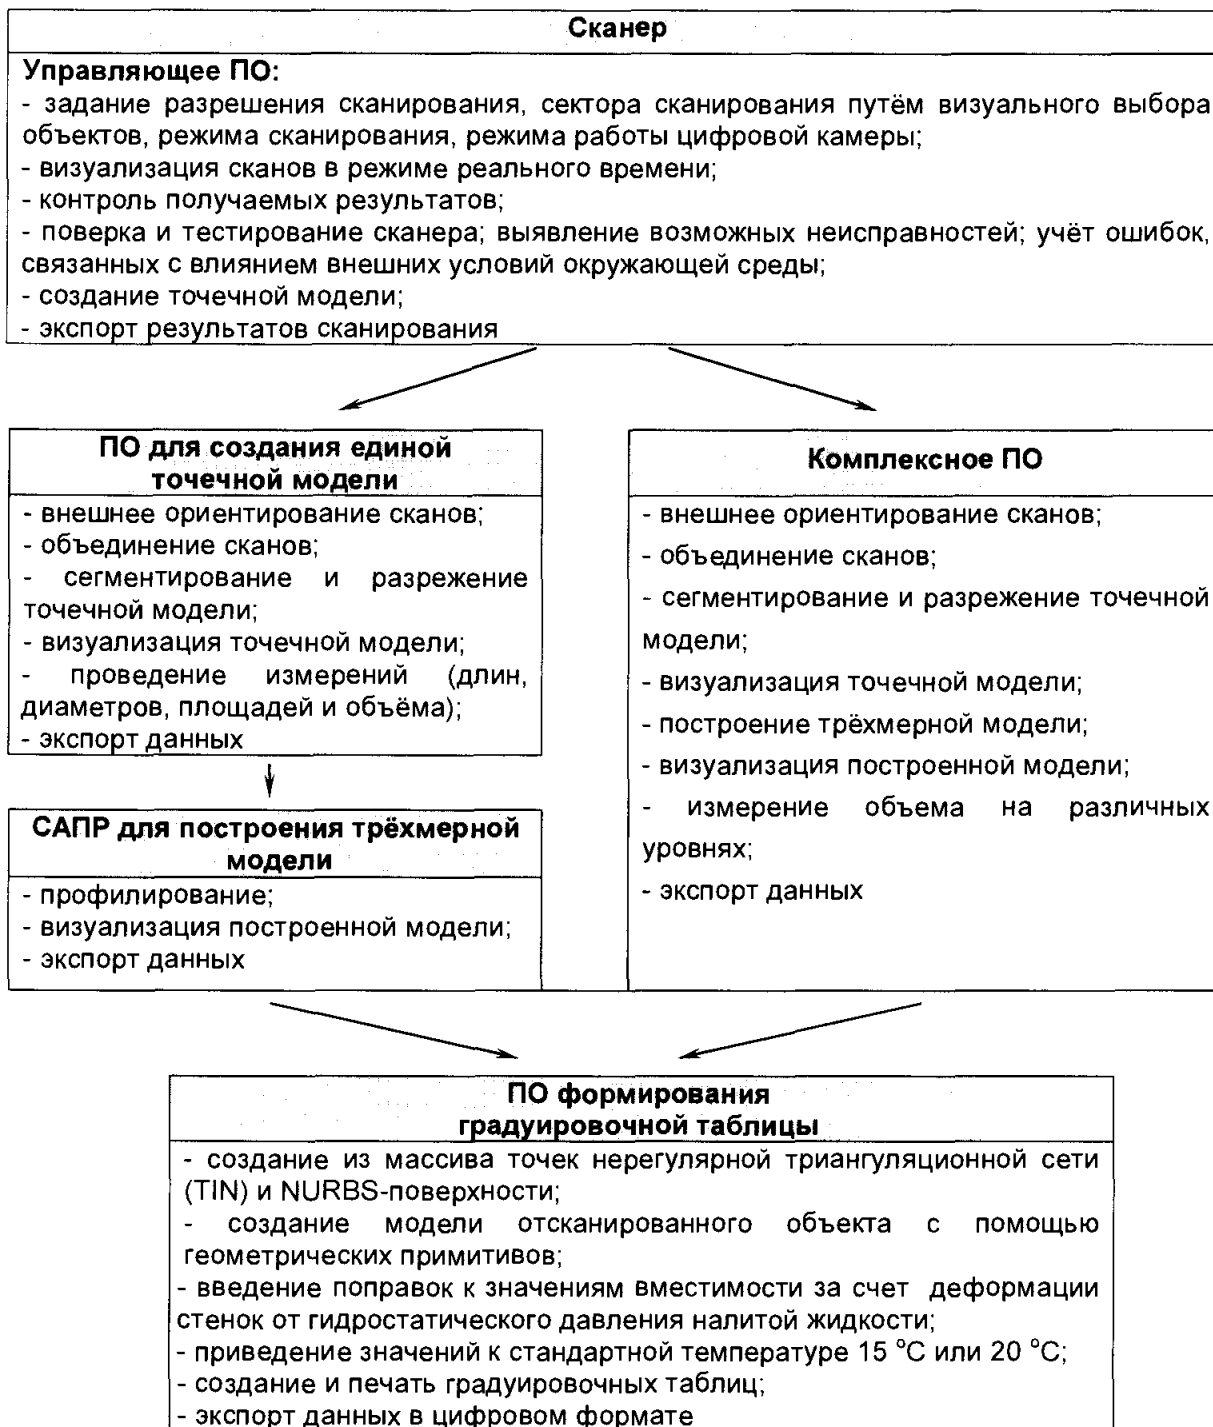 Сканер
Управляющее ПО:
- задание разрешения сканирования, сектора сканирования путём визуального выбора
объектов, режима сканирования, режима работы цифровой камеры;
- визуализация сканов в режиме реального времени;
- контроль получаемых результатов;
- поверка и тестирование сканера; выявление возможных неисправностей; учёт ошибок,
связанных с влиянием внешних условий окружающей среды;
- создание точечной модели;
- экспорт результатов сканирования
ПО для создания единой
точечной модели
- внешнее ориентирование сканов;
- объединение сканов;
- сегментирование и разрежение
точечной модели;
- визуализация точечной модели;
- проведение измерений (длин,
диаметров, площадей и объёма);
- экспорт данных
САПР для построения трёхмерной
модели
- профилирование;
- визуализация построенной модели;
- экспорт данных
Комплексное ПО
- внешнее ориентирование сканов;
- объединение сканов;
- сегментирование и разрежение точечной
модели;
- визуализация точечной модели;
- построение трёхмерной модели;
- визуализация построенной модели;
- измерение объема на различных
уровнях;
- экспорт данных
ПО формирования
градуировочной таблицы
- создание из массива точек нерегулярной триангуляционной сети
(TIN) и NURBS-поверхности;
- создание модели отсканированного объекта с помощью
геометрических примитивов;
- введение поправок к значениям вместимости за счет деформации
стенок от гидростатического давления налитой жидкости;
- приведение значений к стандартной температуре 15 °С или 20 °С;
- создание и печать градуировочных таблиц;
- экспорт данных в цифровом формате